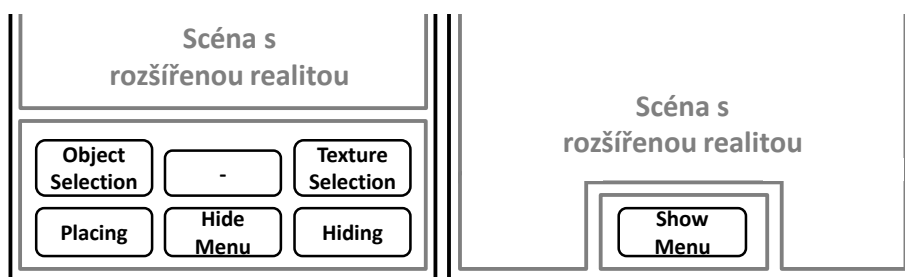 Scéna s
rozšířenou realitou
Object
Selection
-
Texture
Selection
Placing
Hide
Menu
Hiding
Scéna s
rozšířenou realitou
Show
Menu